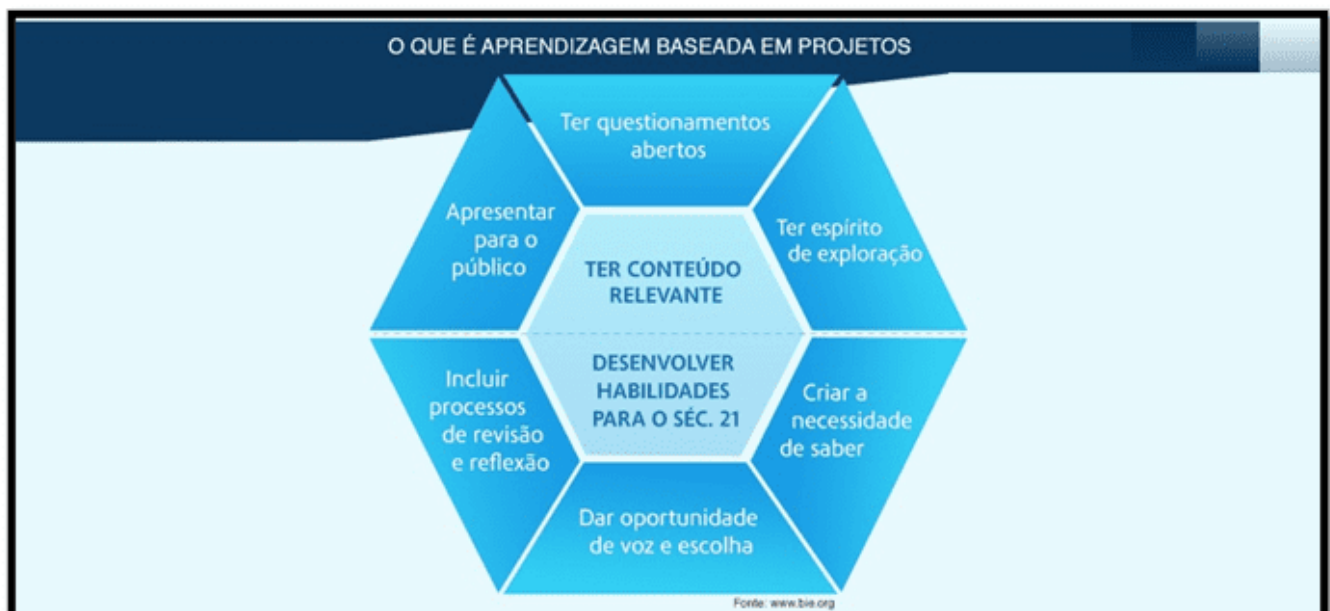 O QUE É APRENDIZAGEM BASEADA EM PROJETOS
Ter questionamentos
abertos
Ter espírito
de exploração
Criar a
necessidade
de saber
Dar oportunidade
de voz e escolha
Incluir
processos
de revisão
e reflexão
Apresentar
para o
público
TER CONTEÚDO
RELEVANTE
DESENVOLVER
HABILIDADES
PARA O SÉC. 21
Fonte: www.bie.org